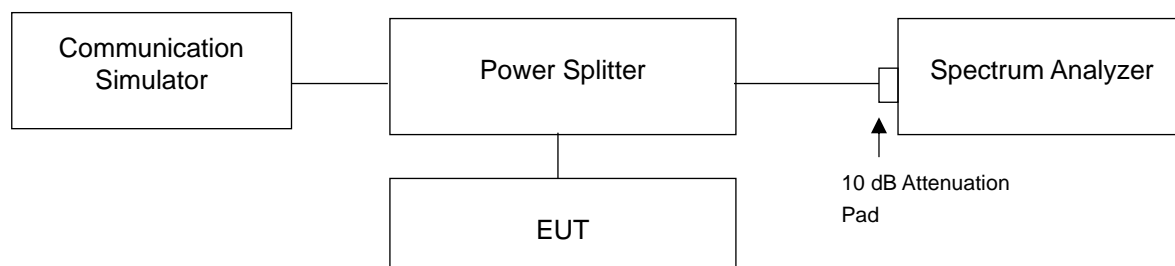 Communication
Simulator
Power Splitter
Spectrum Analyzer
10 dB Attenuation
Pad
EUT